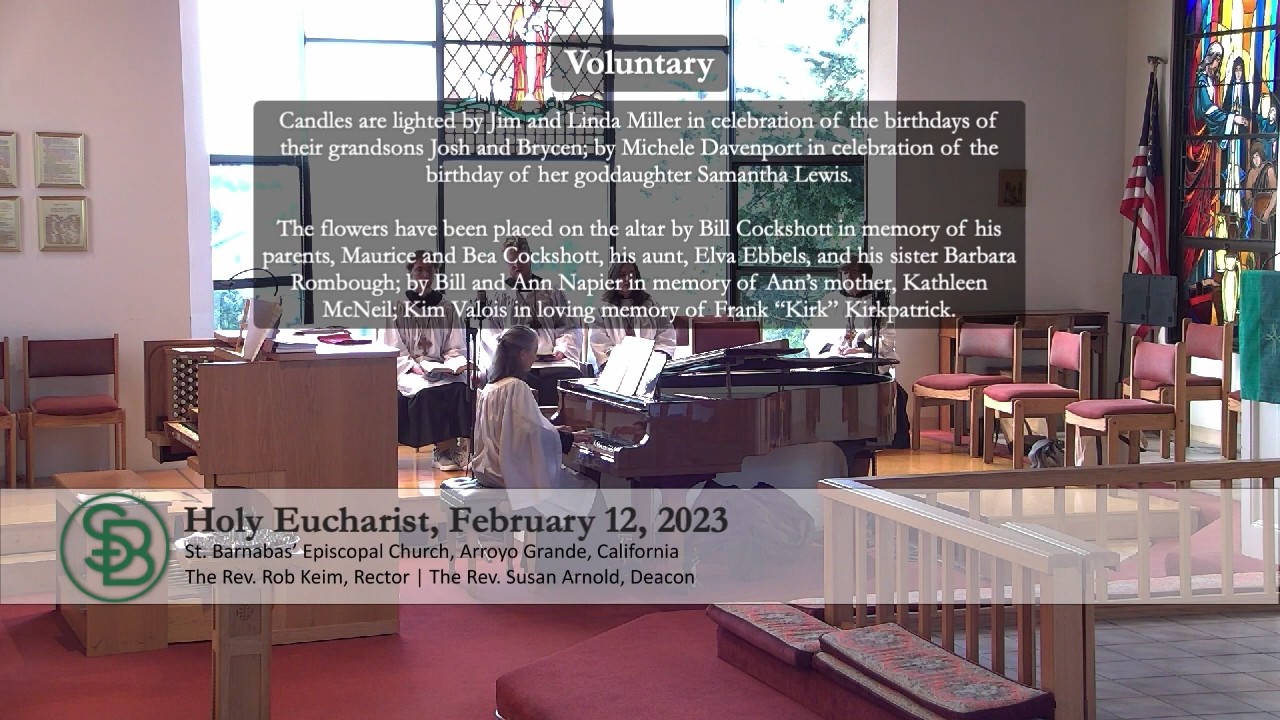 Voluntary
Candles are lighted by Jim and Linda Miller in celebration of the birthdays of
their grandsons Josh and Brycen; by Michele Davenport in celebration of the
birthday of her goddaughter Samantha Lewis.
The flowers have been placed on the altar by Bill Cockshott in memory of his
parents, Maurice and Bea Cockshott, his aunt, Elva Ebbels, and his sister Barbara
Rombough; by Bill and Ann Napier in memory of Ann's mother, Kathleen
McNeil; Kim Valois in loving memory of Frank “Kirk” Kirkpatrick.
SBD
Holy Eucharist, February 12, 2023
St. Barnabas' Episcopal Church, Arroyo Grande, California
The Rev. Rob Keim, Rector | The Rev. Susan Arnold, Deacon